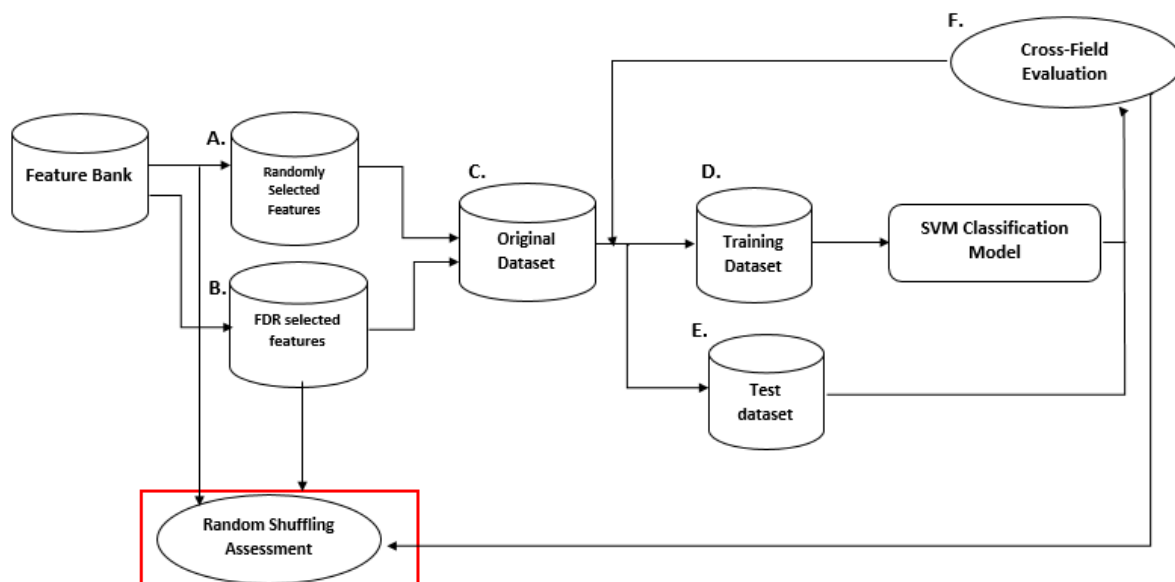 F.
Cross-Field
Evaluation
A.
Feature Bank
Randomly
Selected
Features
C.
Original
Dataset
D.
Training
Dataset
SVM Classification
Model
B.
FDR selected
features
E.
Test
dataset
Random Shuffling
Assessment